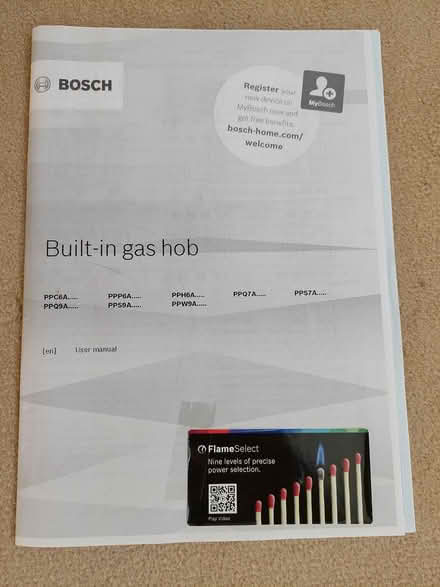 BOSCH
Register your
new device on
MyBosch now and
get free benefits:
bosch-home.com/
welcome
MyBosch
Built-in gas hob
PPC6A..... PPP6A..... PPH6A..... PPQ7A..... PPS7A.....
PPQ9A..... PPS9A..... PPW9A.....
[en] User manual
FlameSelect
Nine levels of precise
power selection.
Play Video